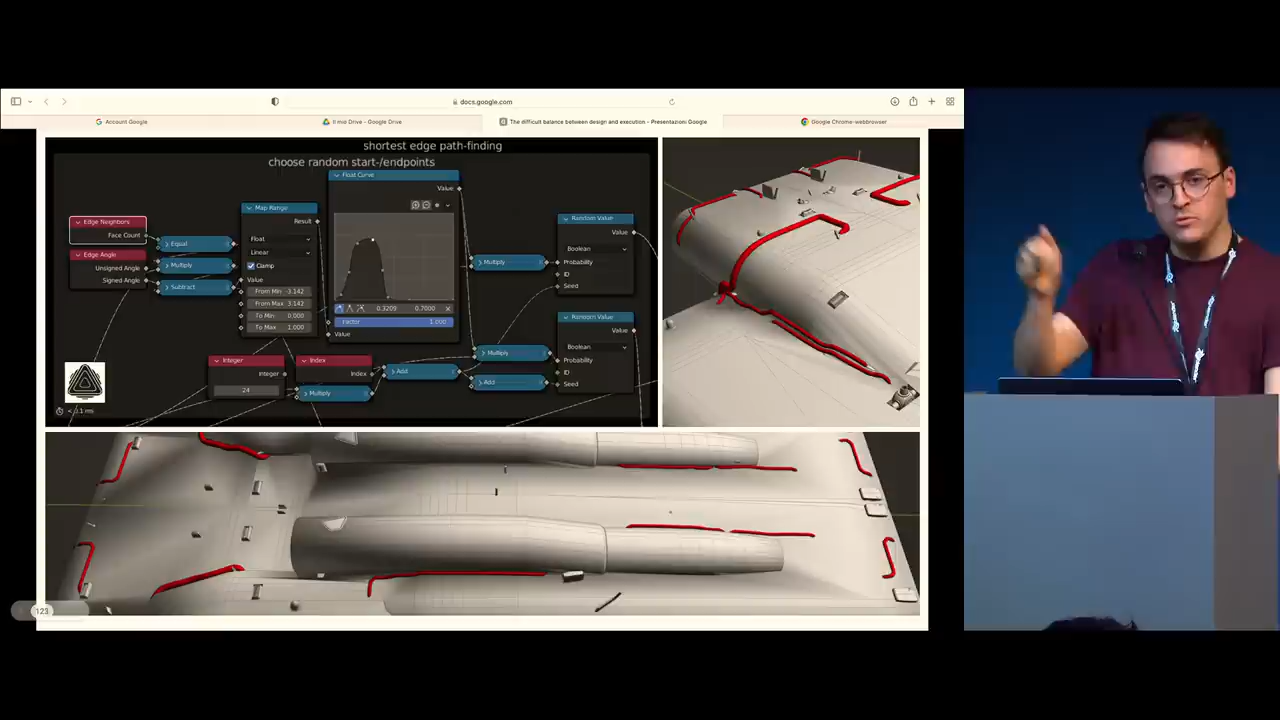 docs.google.com
Account Google
Il mio Drive - Google Drive
The difficult balance between design and execution - Presentazioni Google
Google Chrome-webbrowser
shortest edge path-finding
choose random start-/endpoints
Edge Neighbors
Face Count
Edge Angle
Unsigned Angle
Signed Angle
Equal
Multiply
Subtract
Map Range
Result
Float
Linear
Clamp
Value
From Min -3.142
From Max 3.142
To Min 0.000
To Max 1.000
Float Curve
Value
0.3209 0.7000
Factor 1.000
Value
Multiply
Random Value
Value
Boolean
Probability
ID
Seed
Random Value
Value
Boolean
Probability
ID
Seed
Integer
Integer
24
Index
Index
Multiply
Add
Multiply
Add
123